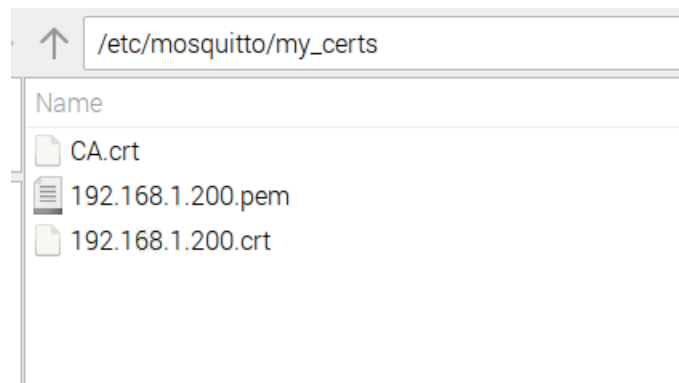 /etc/mosquitto/my_certs
Name
CA.crt
192.168.1.200.pem
192.168.1.200.crt